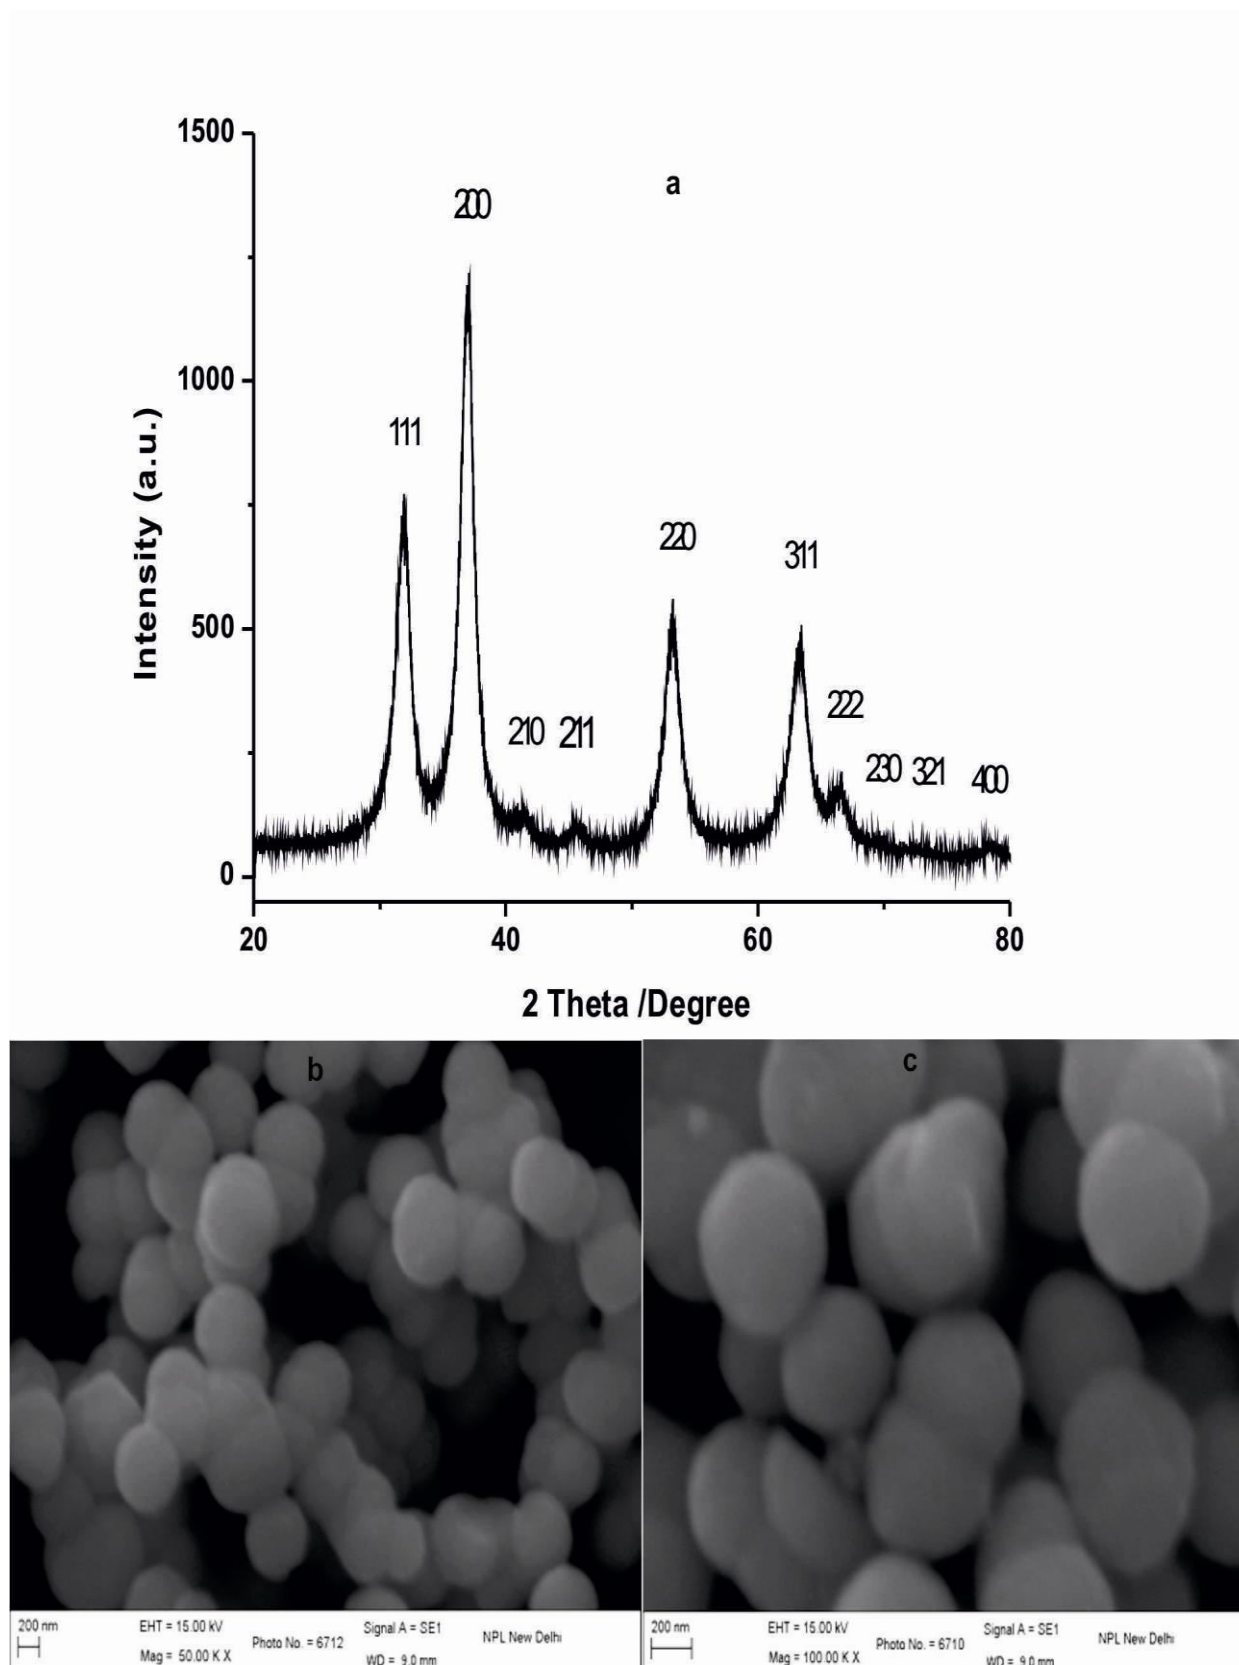 1500
a
200
1000
111
Intensity (a.u.)
220
311
500
222
210 211
230 321 400
0
20 40 60 80
2 Theta /Degree
b
c
200 nm
EHT = 15.00 kV
Mag = 50.00 K X
Photo No. = 6712
Signal A = SE1
WD = 9.0 mm
NPL New Delhi
200 nm
EHT = 15.00 kV
Mag = 100.00 K X
Photo No. = 6710
Signal A = SE1
WD = 9.0 mm
NPL New Delhi